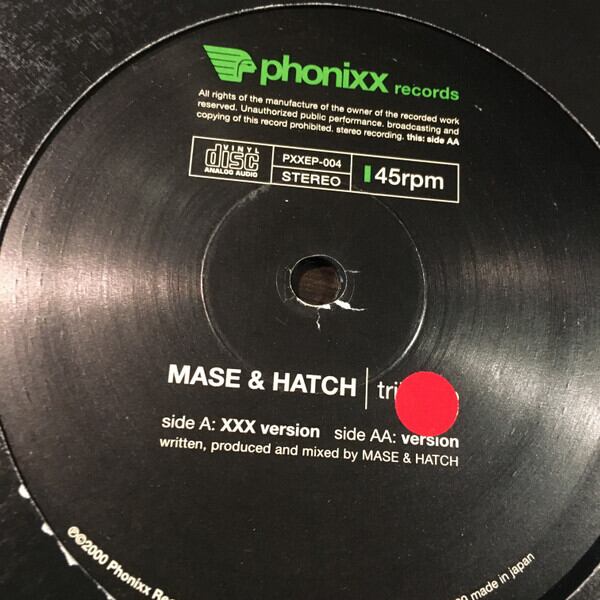 phonixx records
All rights of the manufacture of the owner of the recorded work
reserved. Unauthorized public performance. broadcasting and
copying of this record prohibited. stereo recording. this: side AA
VINYL
disc
ANALOG AUDIO
PXXEP-004
STEREO
45rpm
MASE & HATCH
side A: XXX version side AA: version
written, produced and mixed by MASE & HATCH
℗©2000 Phonixx
made in japan